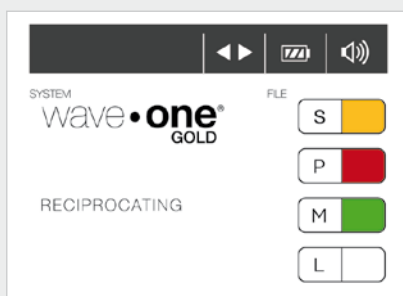 SYSTEM
wave•one®
GOLD
RECIPROCATING
FILE
S
P
M
L